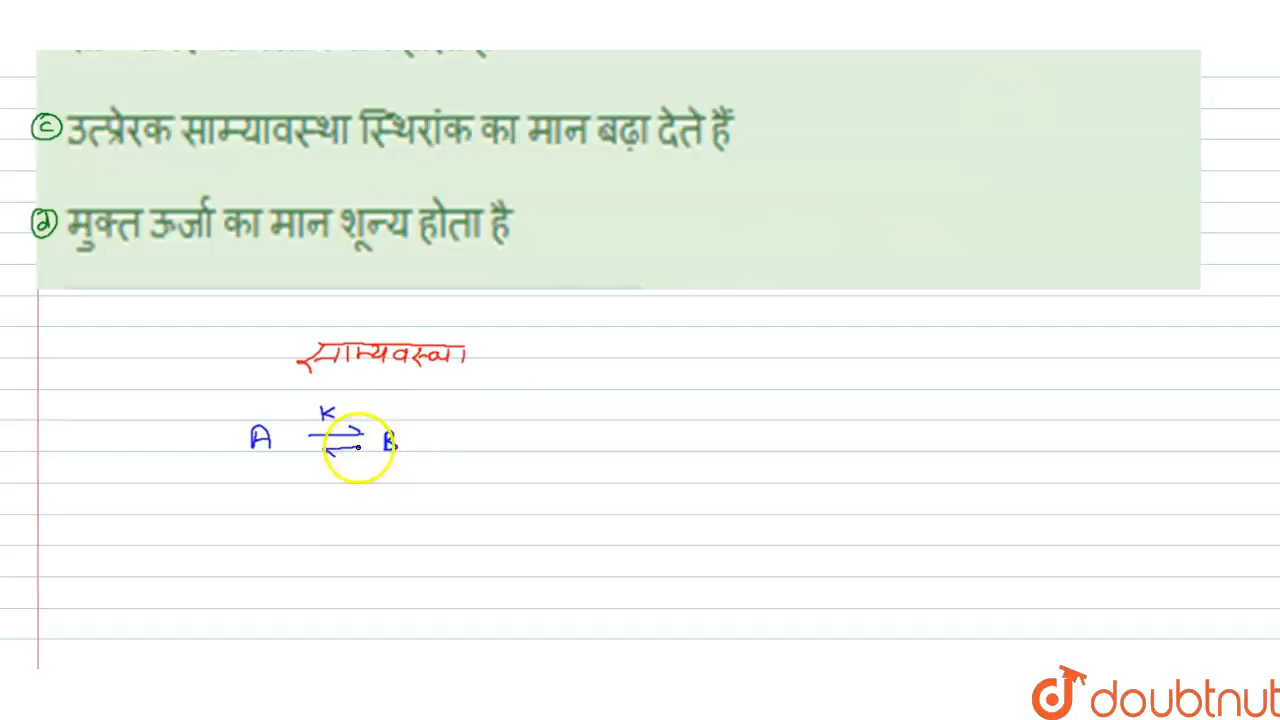 c उत्प्रेरक साम्यावस्था स्थिरांक का मान बढ़ा देते हैं
d मुक्त ऊर्जा का मान शून्य होता है
साम्यवस्था
K
A ⇌ B
doubtnut